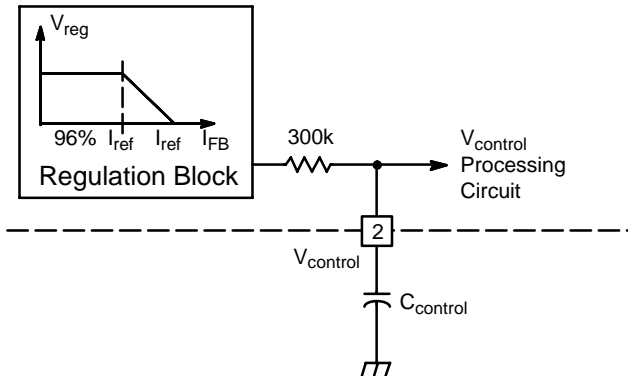 Vreg
96% Iref Iref IFB
Regulation Block
300k
Vcontrol
Processing
Circuit
2
Vcontrol
Ccontrol